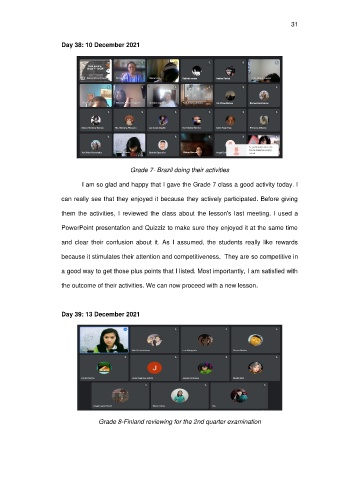 31
Day 38: 10 December 2021
Grade 7- Brazil doing their activities
I am so glad and happy that I gave the Grade 7 class a good activity today. I
can really see that they enjoyed it because they actively participated. Before giving
them the activities, I reviewed the class about the lesson's last meeting. I used a
PowerPoint presentation and Quizziz to make sure they enjoyed it at the same time
and clear their confusion about it. As I assumed, the students really like rewards
because it stimulates their attention and competitiveness. They are so competitive in
a good way to get those plus points that I listed. Most importantly, I am satisfied with
the outcome of their activities. We can now proceed with a new lesson.
Day 39: 13 December 2021
J
Grade 8-Finland reviewing for the 2nd quarter examination